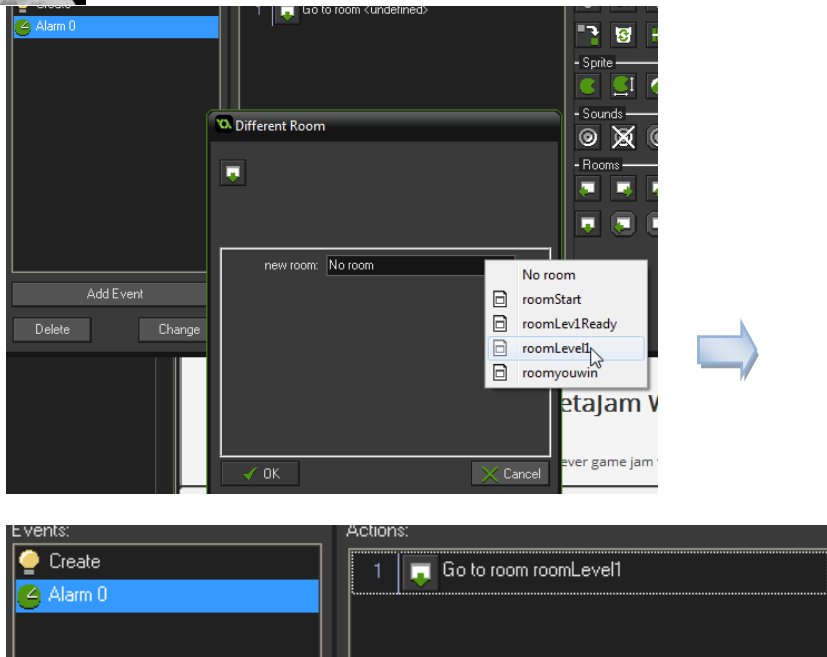 Create
Alarm 0
1 Go to room <undefined>
Sprite
Sounds
Rooms
Different Room
new room: No room
No room
roomStart
roomLev1Ready
roomLevel1
roomyouwin
Add Event
Delete Change
OK Cancel
etaJam
ever game jam
Events:
Create
Alarm 0
Actions:
1 Go to room roomLevel1